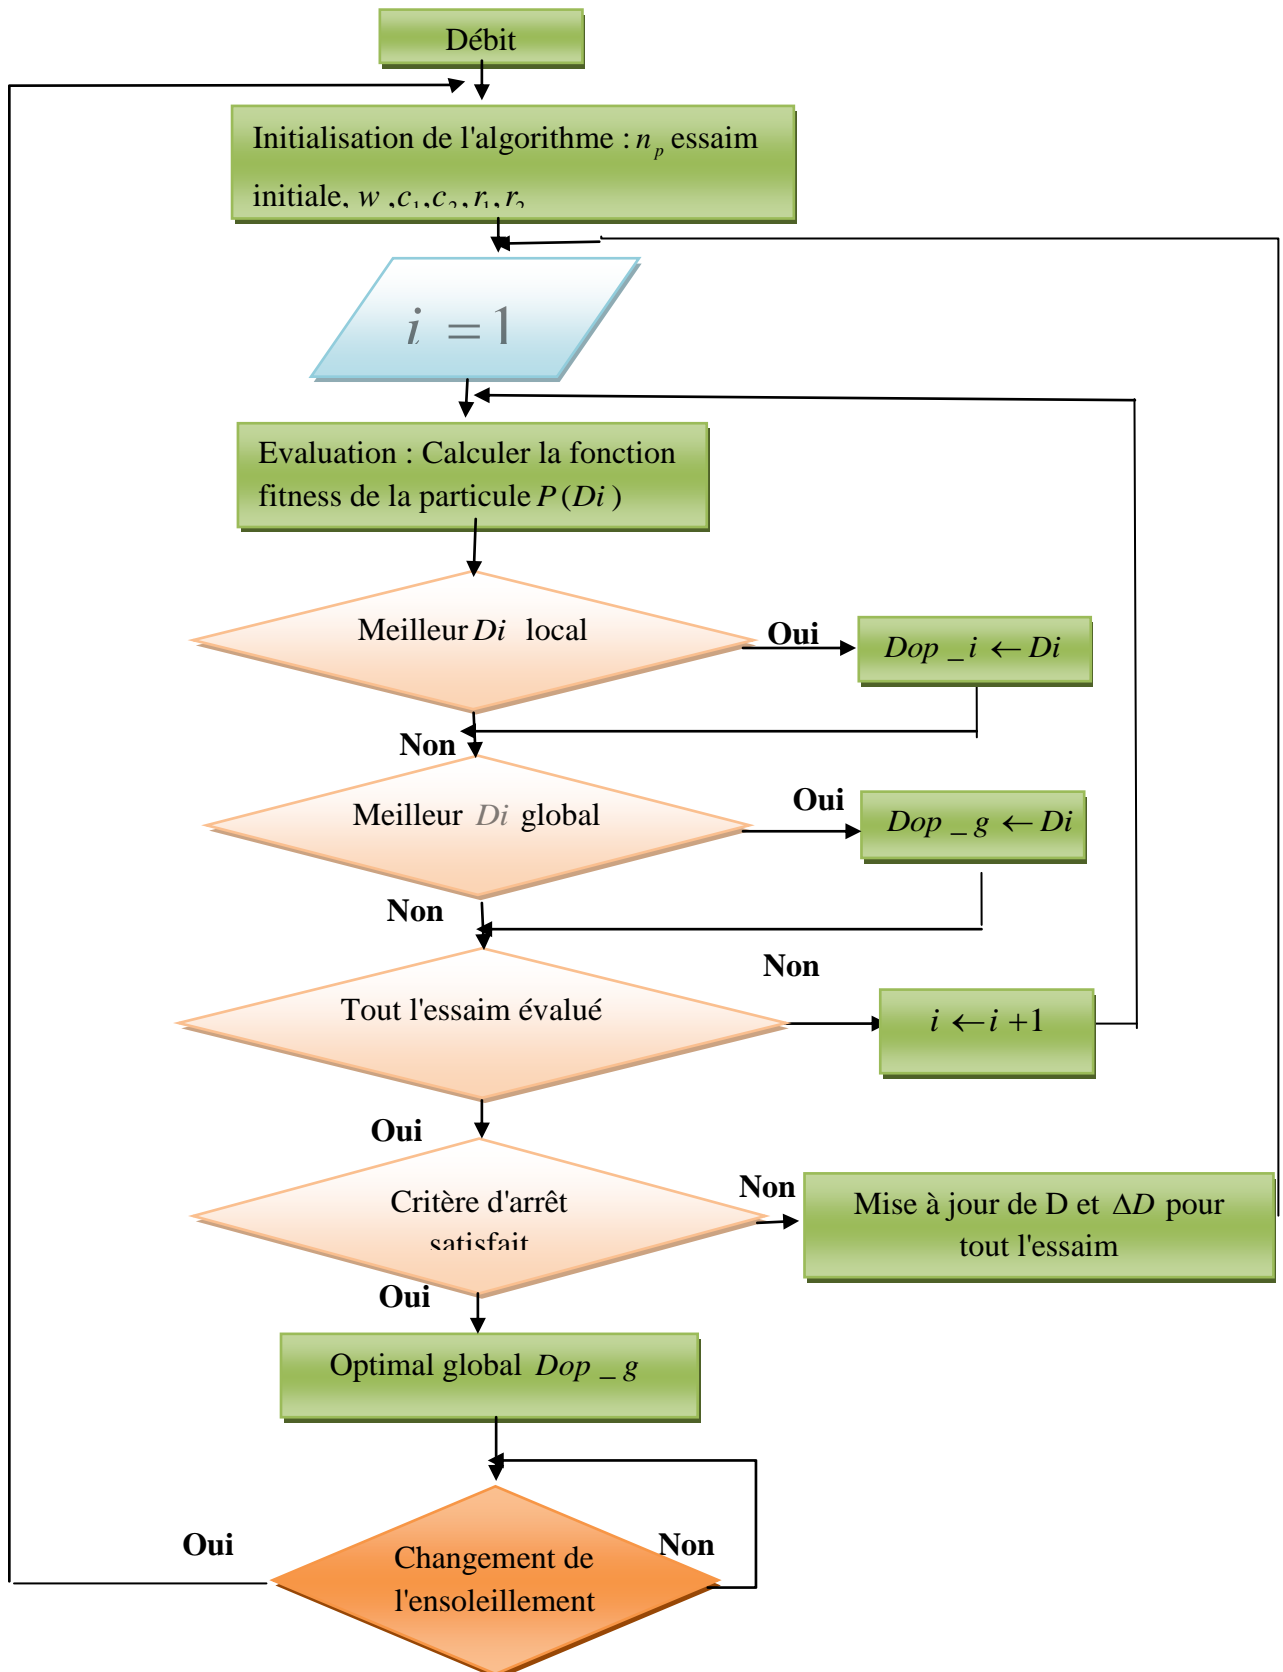 Débit
Initialisation de l'algorithme : n_p essaim
initiale, w ,c₁,c₂,r₁,r₂
i = 1
Evaluation : Calculer la fonction
fitness de la particule P(Di)
Meilleur Di local
Oui
Dop _ i ← Di
Non
Meilleur Di global
Oui
Dop _ g ← Di
Non
Non
Tout l'essaim évalué
i ← i +1
Oui
Critère d'arrêt
satisfait
Non
Mise à jour de D et ΔD pour
tout l'essaim
Oui
Optimal global Dop _ g
Oui
Non
Changement de
l'ensoleillement